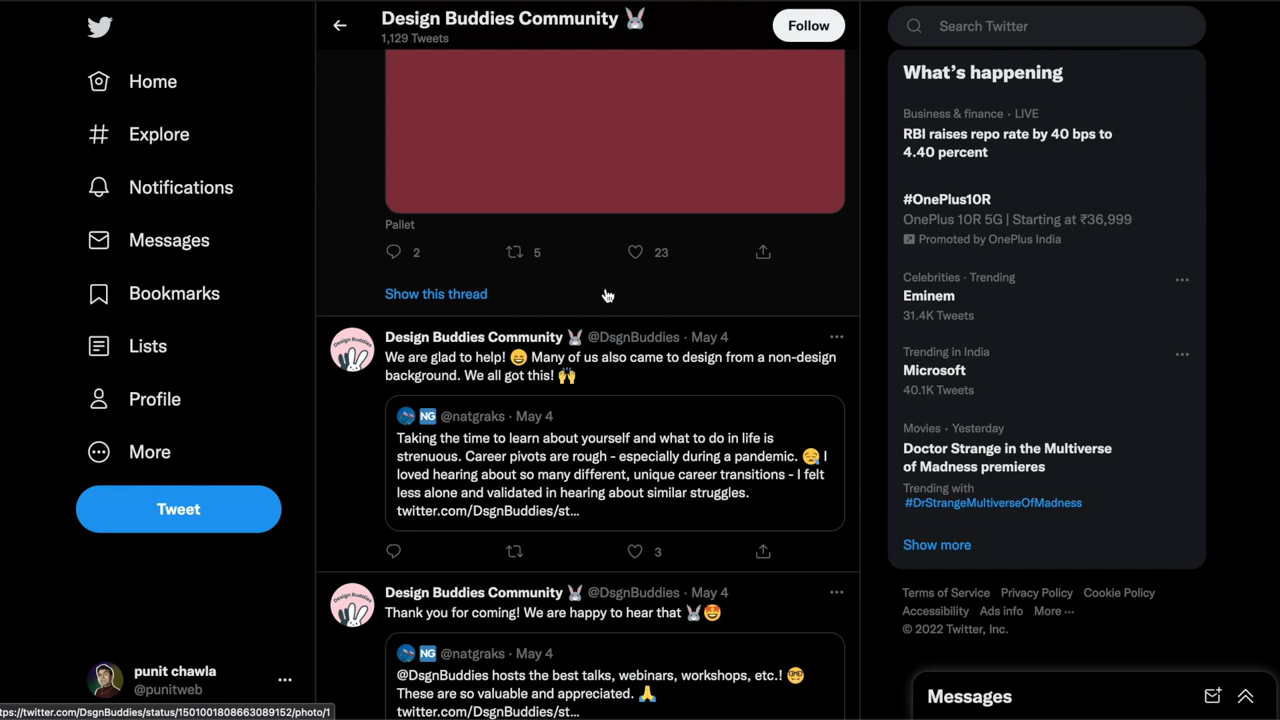 Home
Explore
Notifications
Messages
Bookmarks
Lists
Profile
More
Tweet
punit chawla
@punitweb
tps://twitter.com/DsgnBuddies/status/1501001808663089152/photo/1
Design Buddies Community 🐰
1,129 Tweets
Follow
Pallet
2 5 23
Show this thread
Design Buddies Community 🐰 @DsgnBuddies · May 4
We are glad to help! 😄 Many of us also came to design from a non-design
background. We all got this! 🙌
NG @natgraks · May 4
Taking the time to learn about yourself and what to do in life is
strenuous. Career pivots are rough - especially during a pandemic. 😪 I
loved hearing about so many different, unique career transitions - I felt
less alone and validated in hearing about similar struggles.
twitter.com/DsgnBuddies/st...
3
Design Buddies Community 🐰 @DsgnBuddies · May 4
Thank you for coming! We are happy to hear that 🐰🤩
NG @natgraks · May 4
@DsgnBuddies hosts the best talks, webinars, workshops, etc.! 🤓
These are so valuable and appreciated. 🙏
twitter.com/DsgnBuddies/st...
Search Twitter
What's happening
Business & finance · LIVE
RBI raises repo rate by 40 bps to
4.40 percent
#OnePlus10R
OnePlus 10R 5G | Starting at ₹36,999
Promoted by OnePlus India
Celebrities · Trending
Eminem
31.4K Tweets
Trending in India
Microsoft
40.1K Tweets
Movies · Yesterday
Doctor Strange in the Multiverse
of Madness premieres
Trending with
#DrStrangeMultiverseOfMadness
Show more
Terms of Service Privacy Policy Cookie Policy
Accessibility Ads info More ···
© 2022 Twitter, Inc.
Messages